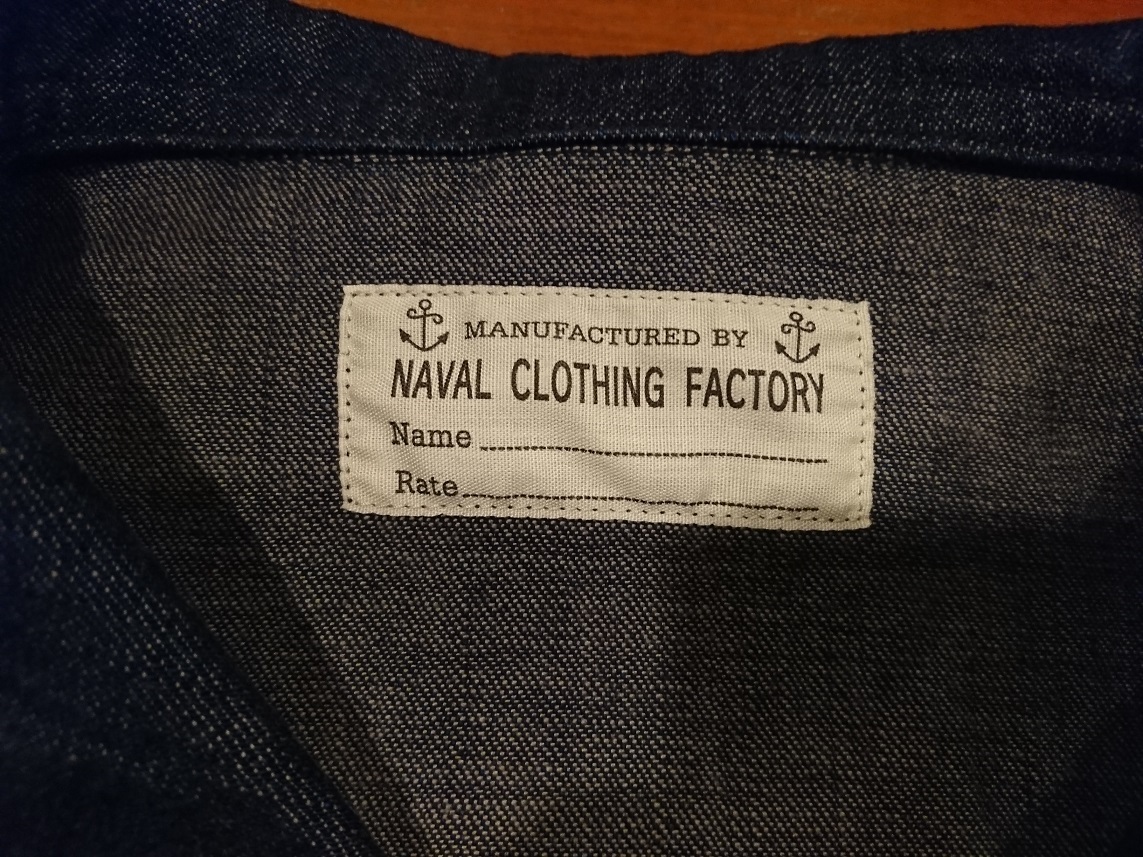 MANUFACTURED BY
NAVAL CLOTHING FACTORY
Name
Rate